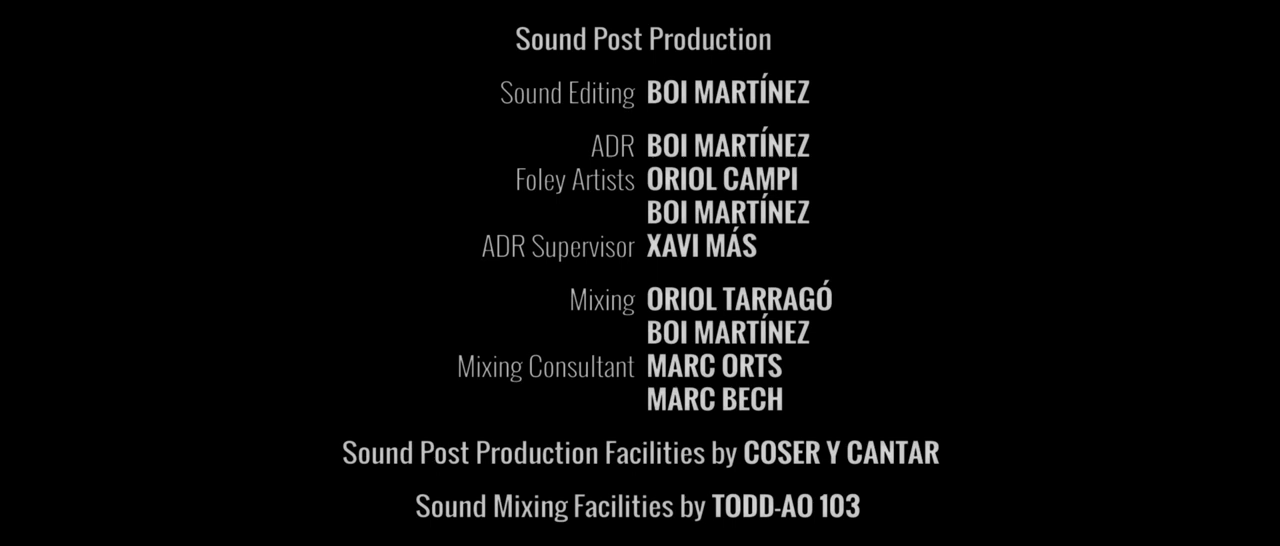 Sound Post Production
Sound Editing BOI MARTÍNEZ
ADR BOI MARTÍNEZ
Foley Artists ORIOL CAMPI
BOI MARTÍNEZ
ADR Supervisor XAVI MÁS
Mixing ORIOL TARRAGÓ
BOI MARTÍNEZ
Mixing Consultant MARC ORTS
MARC BECH
Sound Post Production Facilities by COSER Y CANTAR
Sound Mixing Facilities by TODD-AO 103